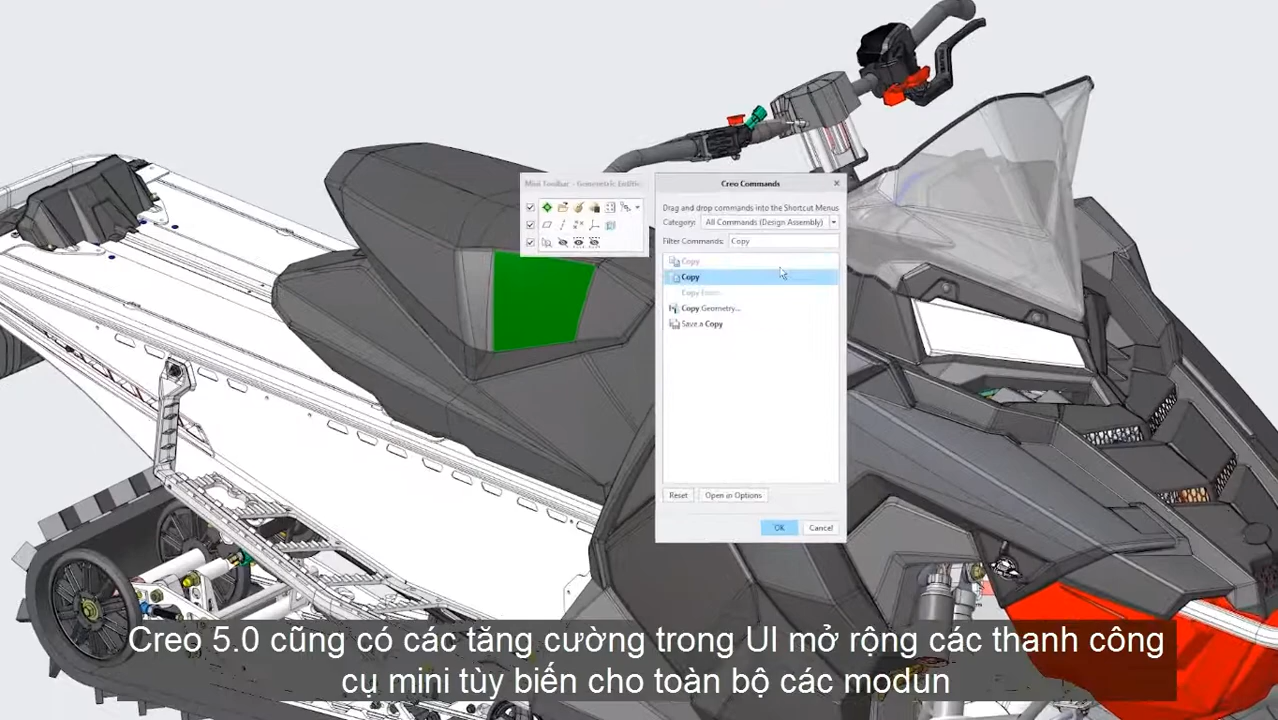 Mini Toolbar - Geometric Entitie
Creo Commands
Drag and drop commands into the Shortcut Menus
Category: All Commands (Design Assembly)
Filter Commands: Copy
Copy
Copy
Copy From...
Copy Geometry...
Save a Copy
Reset
Open in Options
OK
Cancel
Creo 5.0 cũng có các tăng cường trong UI mở rộng các thanh công
cụ mini tùy biến cho toàn bộ các modun